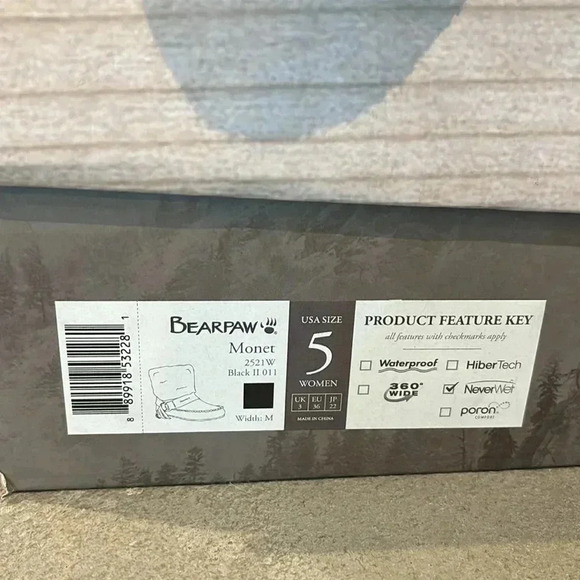 8 89918 53228 1
BEARPAW
Monet
2521W
Black II 011
Width: M
USA SIZE
5
WOMEN
UK EU JP
3 36 22
MADE IN CHINA
PRODUCT FEATURE KEY
all features with checkmarks apply
Waterproof
HiberTech
360°
WIDE
NeverWet
poron
COMFORT